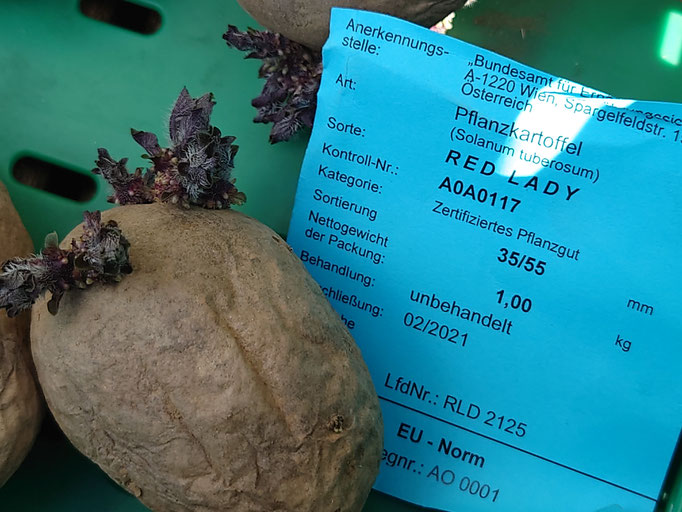 Anerkennungs- „Bundesamt für
stelle: A-1220 Wien, Spargelfeldstr.
Österreich
Art: Pflanzkartoffel
(Solanum tuberosum)
Sorte: RED LADY
Kontroll-Nr.: A0A0117
Kategorie: Zertifiziertes Pflanzgut
Sortierung 35/55 mm
Nettogewicht
der Packung: 1,00 kg
Behandlung: unbehandelt
schließung: 02/2021
LfdNr.: RLD 2125
EU - Norm
egnr.: AO 0001